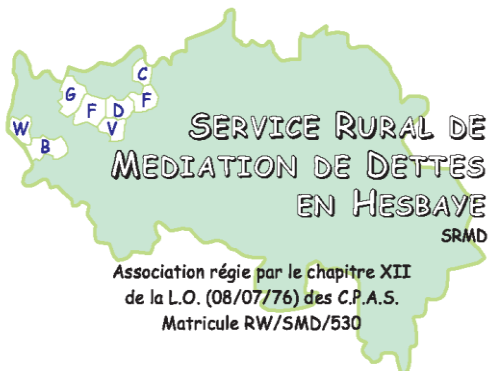 C
G
F
D
F
V
W
B
SERVICE RURAL DE
MEDIATION DE DETTES
EN HESBAYE
SRMD
Association régie par le chapitre XII
de la L.O. (08/07/76) des C.P.A.S.
Matricule RW/SMD/530